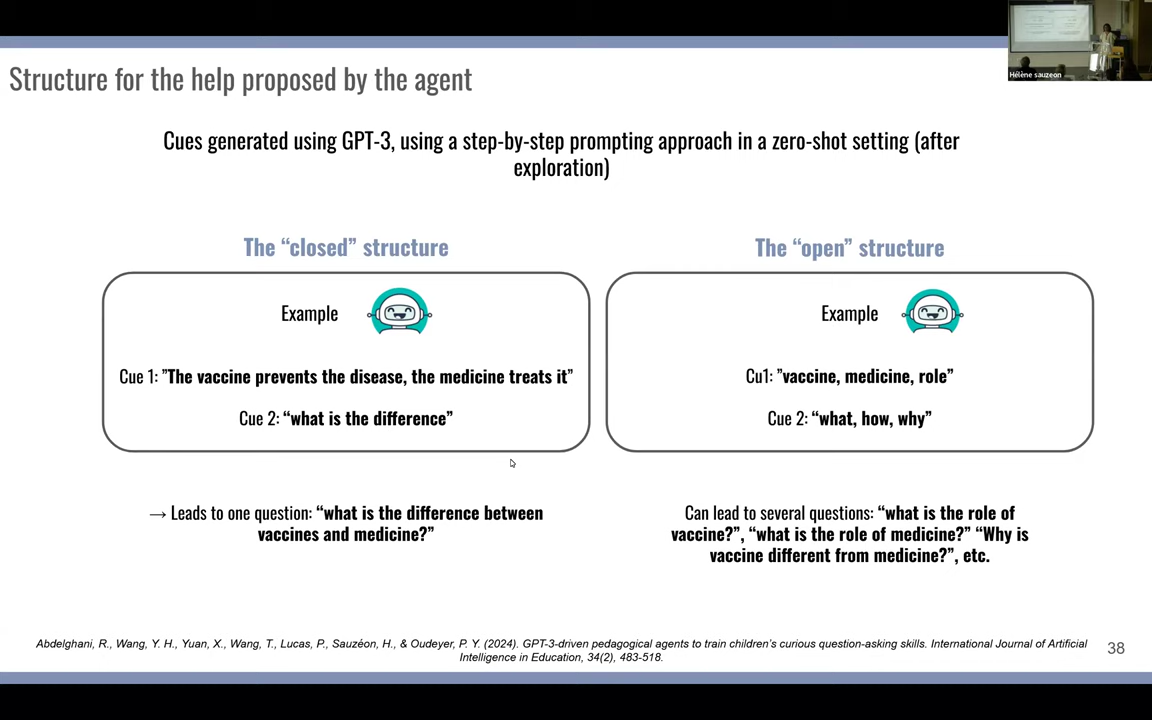 Hélène sauzeon
Structure for the help proposed by the agent
Cues generated using GPT-3, using a step-by-step prompting approach in a zero-shot setting (after
exploration)
The “closed” structure
Example
Cue 1: ”The vaccine prevents the disease, the medicine treats it”
Cue 2: “what is the difference”
→ Leads to one question: “what is the difference between
vaccines and medicine?”
The “open” structure
Example
Cu1: ”vaccine, medicine, role”
Cue 2: “what, how, why”
Can lead to several questions: “what is the role of
vaccine?”, “what is the role of medicine?” “Why is
vaccine different from medicine?”, etc.
Abdelghani, R., Wang, Y. H., Yuan, X., Wang, T., Lucas, P., Sauzéon, H., & Oudeyer, P. Y. (2024). GPT-3-driven pedagogical agents to train children’s curious question-asking skills. International Journal of Artificial
Intelligence in Education, 34(2), 483-518.
38